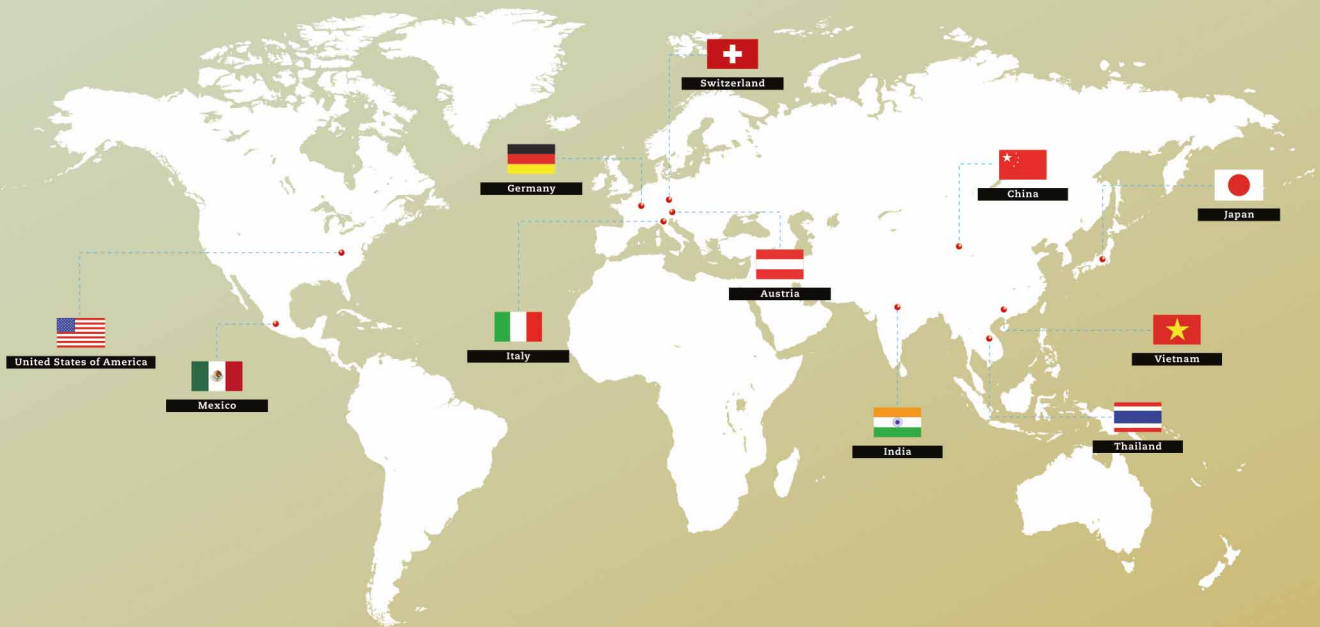 Switzerland
Germany
China
Japan
Austria
United States of America
Italy
Vietnam
Mexico
India
Thailand